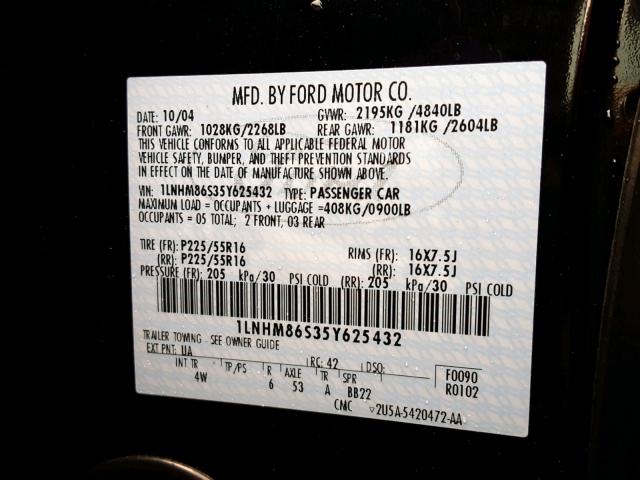 MFD. BY FORD MOTOR CO.
DATE: 10/04 GVWR: 2195KG /4840LB
FRONT GAWR: 1028KG/2268LB REAR GAWR: 1181KG /2604LB
THIS VEHICLE CONFORMS TO ALL APPLICABLE FEDERAL MOTOR
VEHICLE SAFETY, BUMPER, AND THEFT PREVENTION STANDARDS
IN EFFECT ON THE DATE OF MANUFACTURE SHOWN ABOVE.
VIN: 1LNHM86S35Y625432 TYPE: PASSENGER CAR
MAXIMUM LOAD = OCCUPANTS + LUGGAGE =408KG/0900LB
OCCUPANTS = 05 TOTAL; 2 FRONT, 03 REAR
TIRE (FR): P225/55R16 RIMS (FR): 16X7.5J
(RR): P225/55R16 (RR): 16X7.5J
PRESSURE (FR): 205 kPa/30 PSI COLD (RR): 205 kPa/30 PSI COLD
1LNHM86S35Y625432
TRAILER TOWING - SEE OWNER GUIDE
EXT PNT: UA RC: 42 DSO: F0090
INT TR TP/PS R AXLE TR SPR R0102
4W 6 53 A BB22
CMC 2U5A-5420472-AA